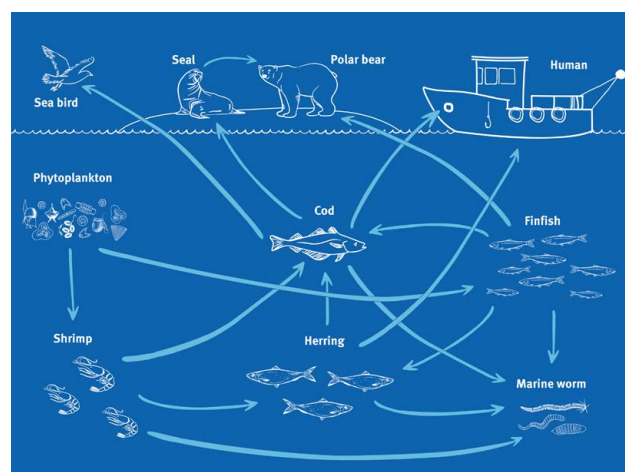 Seal
Polar bear
Human
Sea bird
Phytoplankton
Cod
Finfish
Shrimp
Herring
Marine worm